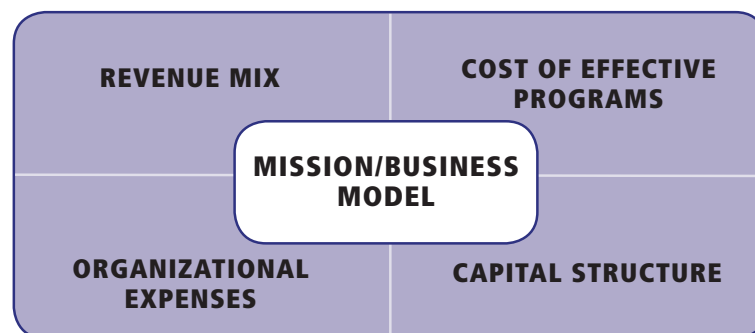 REVENUE MIX
COST OF EFFECTIVE
PROGRAMS
MISSION/BUSINESS
MODEL
ORGANIZATIONAL
EXPENSES
CAPITAL STRUCTURE